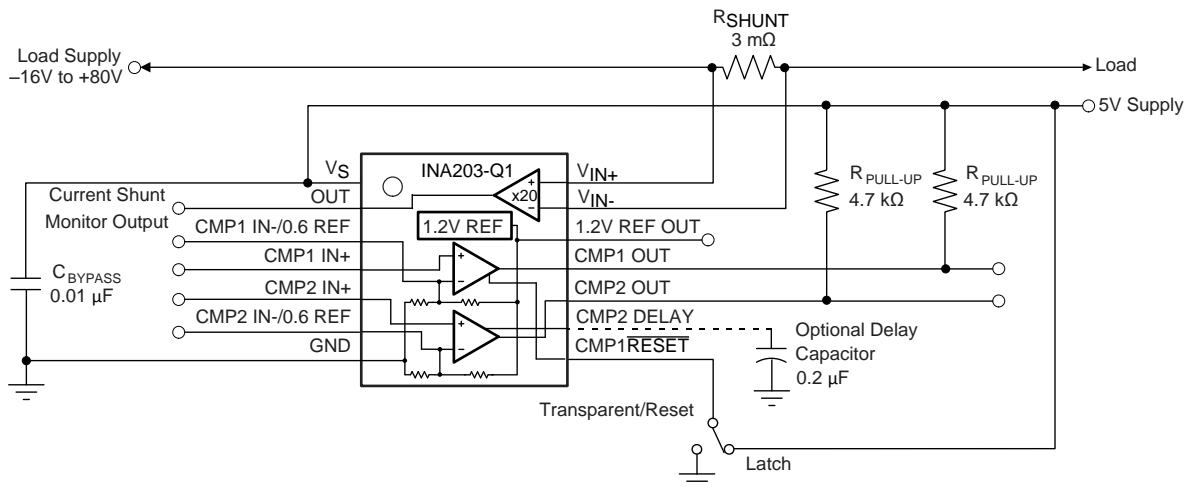 RSHUNT
3 mΩ
Load Supply
–16V to +80V
Load
5V Supply
VS
INA203-Q1
VIN+
RPULL-UP
4.7 kΩ
RPULL-UP
4.7 kΩ
Current Shunt
Monitor Output
OUT
+
x20
−
VIN-
CMP1 IN-/0.6 REF
1.2V REF
1.2V REF OUT
CMP1 IN+
+
−
CMP1 OUT
CBYPASS
0.01 µF
CMP2 IN+
CMP2 OUT
CMP2 IN-/0.6 REF
+
−
CMP2 DELAY
Optional Delay
Capacitor
0.2 µF
GND
CMP1 RESET
Transparent/Reset
Latch